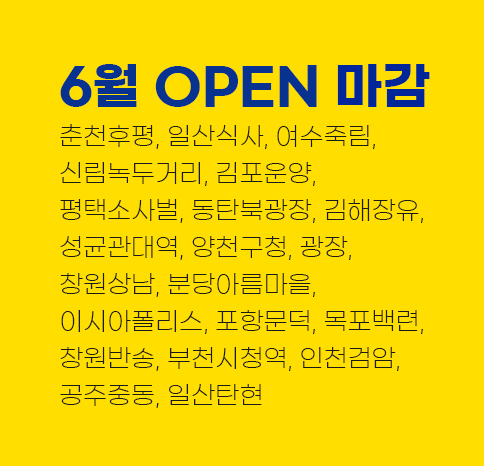 6월 OPEN 마감
춘천후평, 일산식사, 여수죽림,
신림녹두거리, 김포운양,
평택소사벌, 동탄북광장, 김해장유,
성균관대역, 양천구청, 광장,
창원상남, 분당아름마을,
이시아폴리스, 포항문덕, 목포백련,
창원반송, 부천시청역, 인천검암,
공주중동, 일산탄현